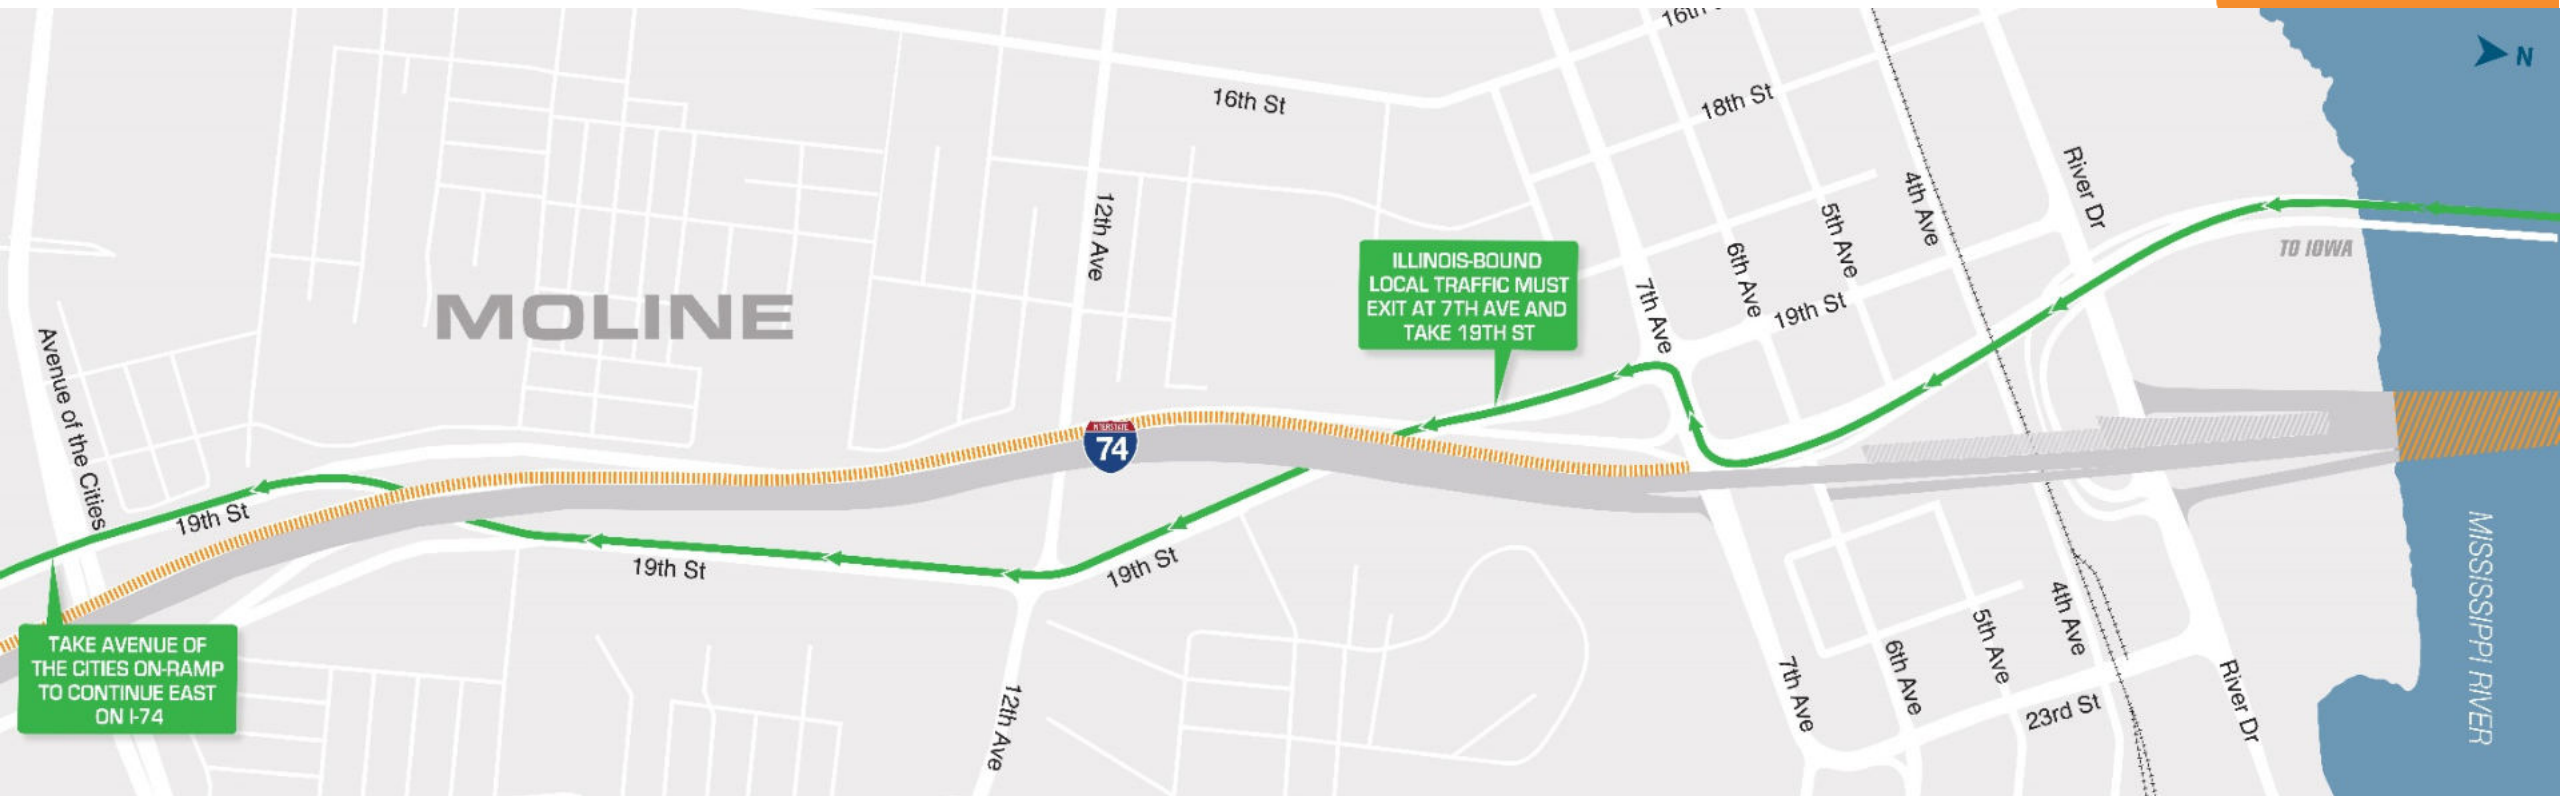 16th
N
16th St
18th St
River Dr
4th Ave
12th Ave
5th Ave
6th Ave
TO IOWA
ILLINOIS-BOUND
LOCAL TRAFFIC MUST
EXIT AT 7TH AVE AND
TAKE 19TH ST
7th Ave
19th St
MOLINE
Avenue of the Cities
INTERSTATE
74
19th St
19th St
19th St
MISSISSIPPI RIVER
4th Ave
5th Ave
6th Ave
7th Ave
23rd St
River Dr
12th Ave
TAKE AVENUE OF
THE CITIES ON-RAMP
TO CONTINUE EAST
ON I-74